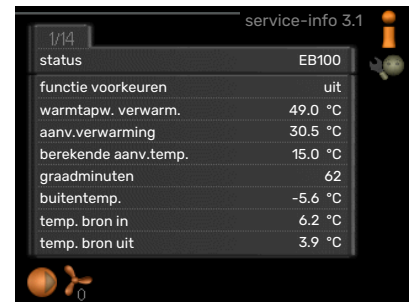 service-info 3.1
1/14
status EB100
functie voorkeuren uit
warmtapw. verwarm. 49.0 °C
aanv.verwarming 30.5 °C
berekende aanv.temp. 15.0 °C
graadminuten 62
buitentemp. -5.6 °C
temp. bron in 6.2 °C
temp. bron uit 3.9 °C
0